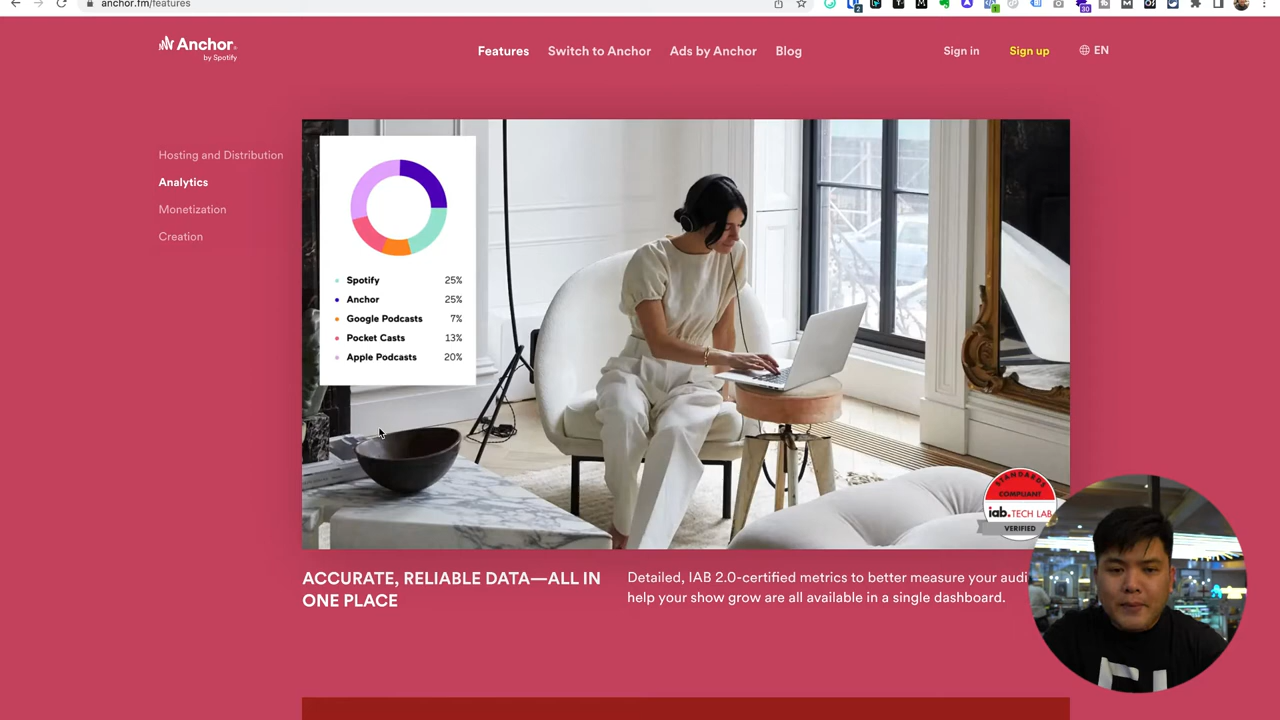 anchor.fm/features
2
1
30
Anchor
by Spotify
Features
Switch to Anchor
Ads by Anchor
Blog
Sign in
Sign up
EN
Hosting and Distribution
Analytics
Monetization
Creation
Spotify 25%
Anchor 25%
Google Podcasts 7%
Pocket Casts 13%
Apple Podcasts 20%
STANDARDS
COMPLIANT
iab.TECH LAB
VERIFIED
ACCURATE, RELIABLE DATA—ALL IN
ONE PLACE
Detailed, IAB 2.0-certified metrics to better measure your
help your show grow are all available in a single dashboard.